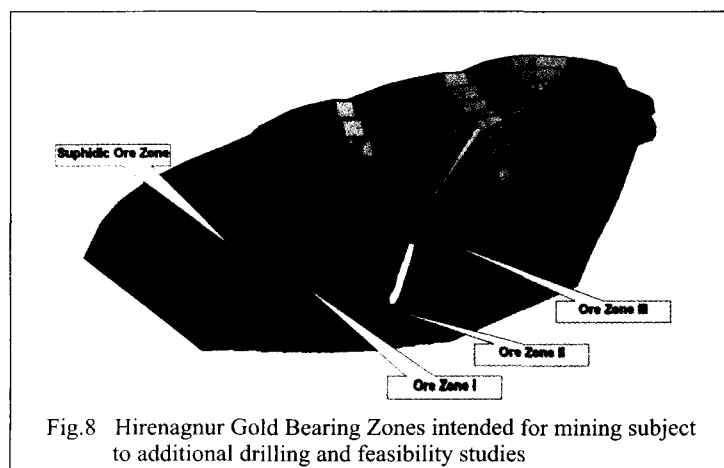 Suphidic Ore Zone
Ore Zone III
Ore Zone II
Ore Zone I
Fig.8 Hirenagnur Gold Bearing Zones intended for mining subject
to additional drilling and feasibility studies